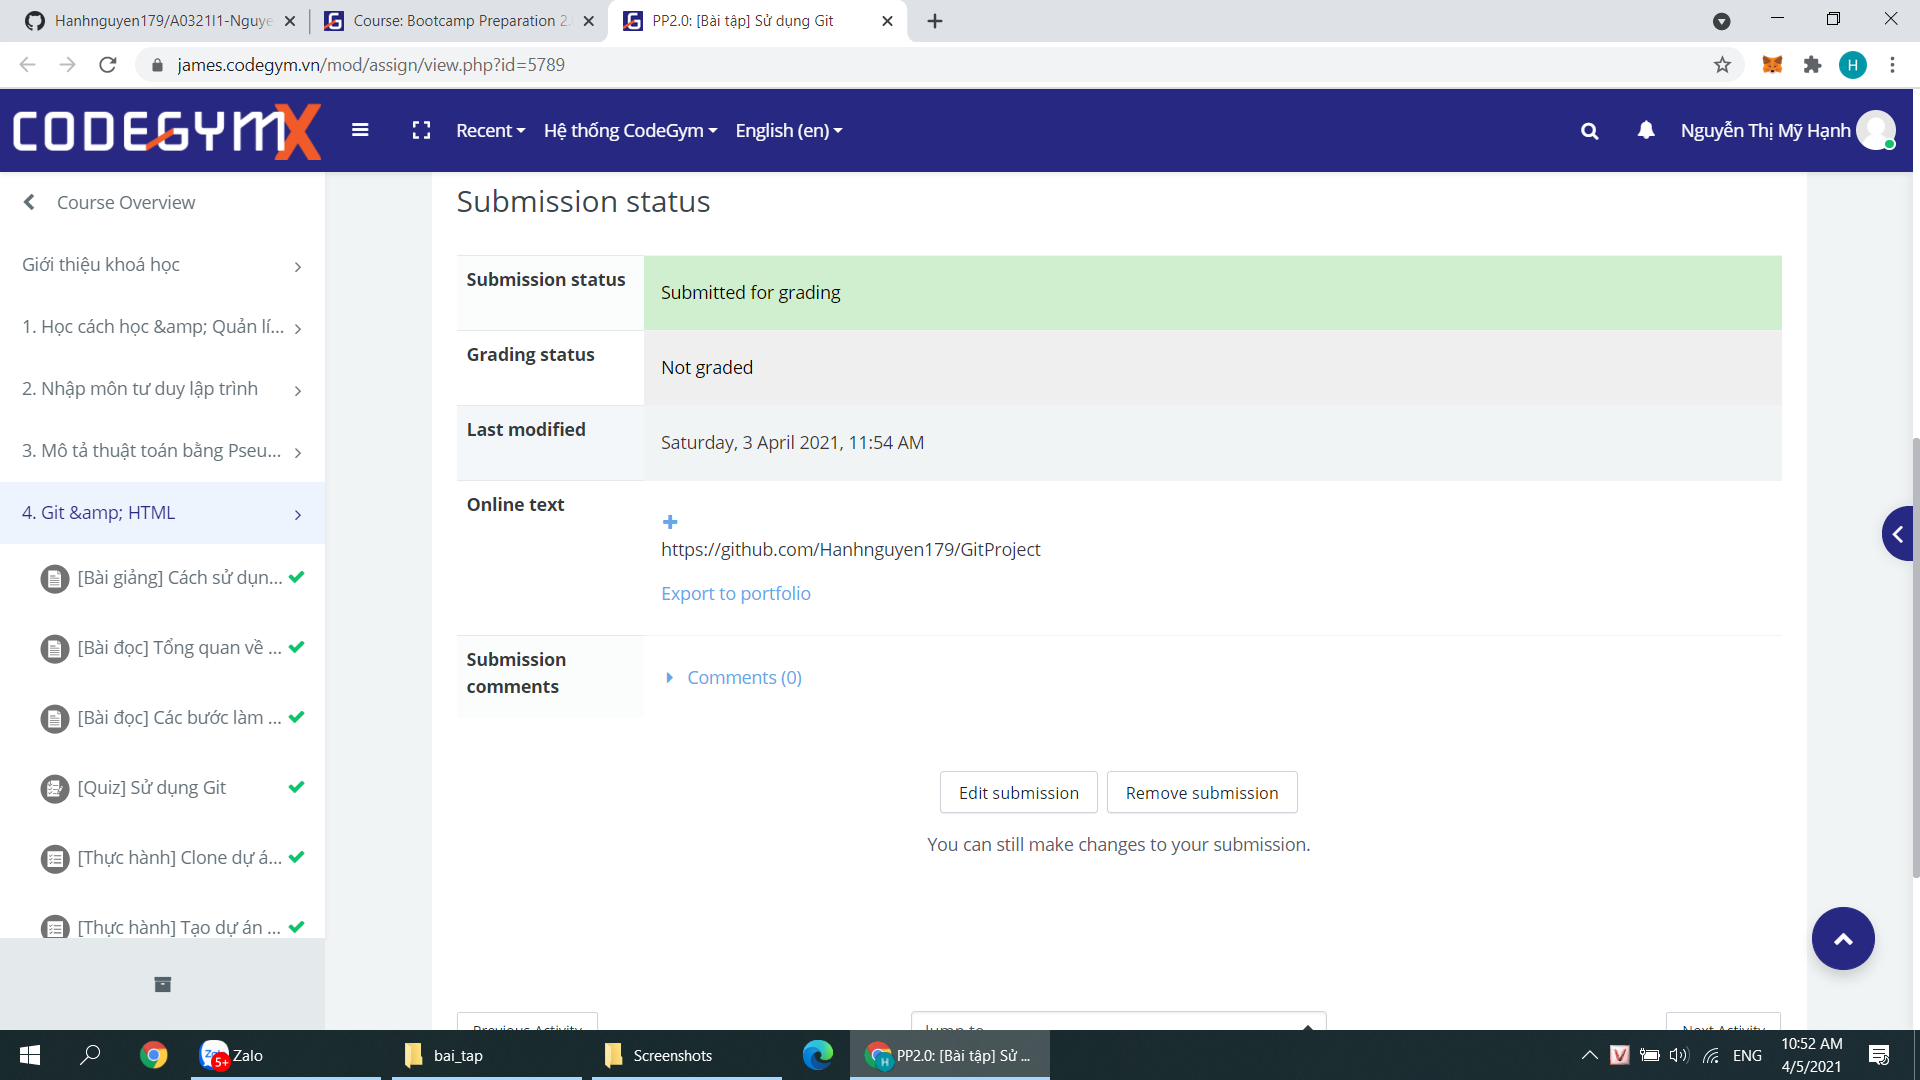 Hanhnguyen179/A0321I1-Nguye
Course: Bootcamp Preparation 2.
PP2.0: [Bài tập] Sử dụng Git
james.codegym.vn/mod/assign/view.php?id=5789
H
CODEGYMX
Recent
Hệ thống CodeGym
English (en)
Nguyễn Thị Mỹ Hạnh
Course Overview
Giới thiệu khoá học
1. Học cách học &amp; Quản lí...
2. Nhập môn tư duy lập trình
3. Mô tả thuật toán bằng Pseu...
4. Git &amp; HTML
[Bài giảng] Cách sử dụn...
[Bài đọc] Tổng quan về ...
[Bài đọc] Các bước làm ...
[Quiz] Sử dụng Git
[Thực hành] Clone dự á...
[Thực hành] Tạo dự án ...
Submission status
Submission status
Submitted for grading
Grading status
Not graded
Last modified
Saturday, 3 April 2021, 11:54 AM
Online text
https://github.com/Hanhnguyen179/GitProject
Export to portfolio
Submission
comments
Comments (0)
Edit submission
Remove submission
You can still make changes to your submission.
Previous Activity
Jump to...
Next Activity
5+
Zalo
bai_tap
Screenshots
H
PP2.0: [Bài tập] Sử ...
V
ENG
10:52 AM
4/5/2021